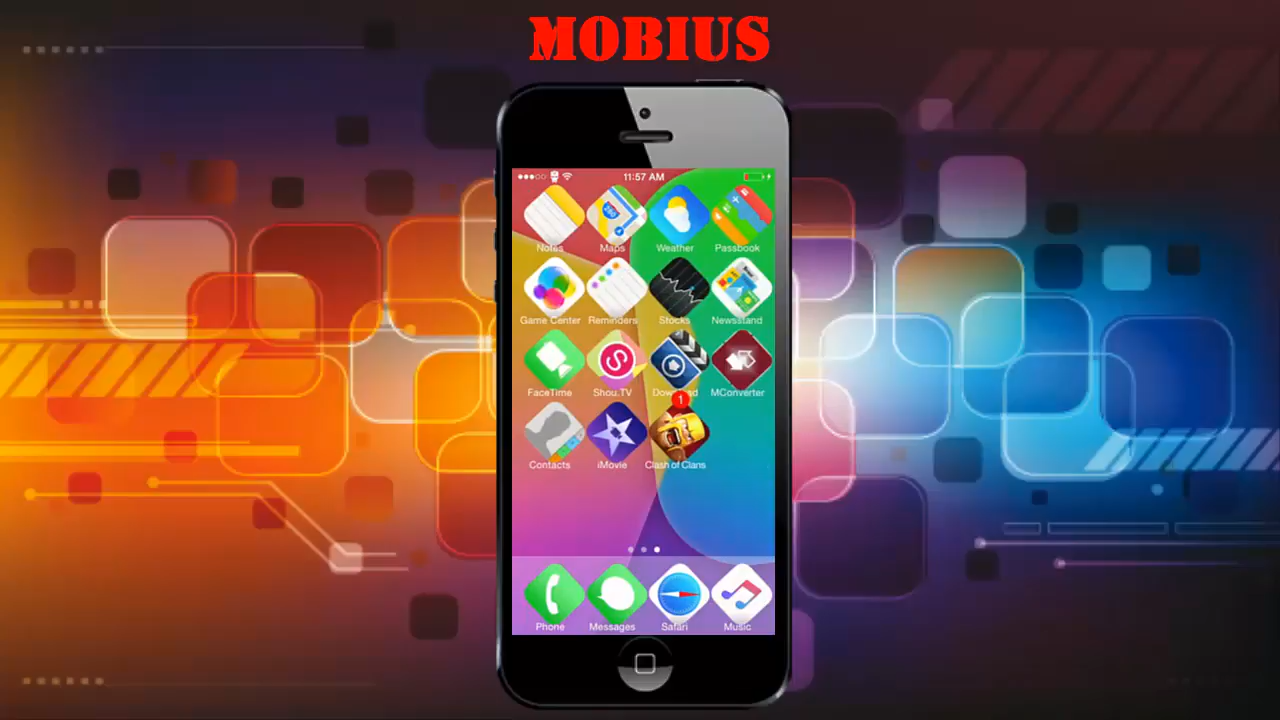 MOBIUS
11:57 AM
Notes Maps Weather Passbook
280
Game Center Reminders Stocks Newsstand
FaceTime Shou.TV MConverter
1
Contacts iMovie Clash of Clans
Phone Messages Safari Music